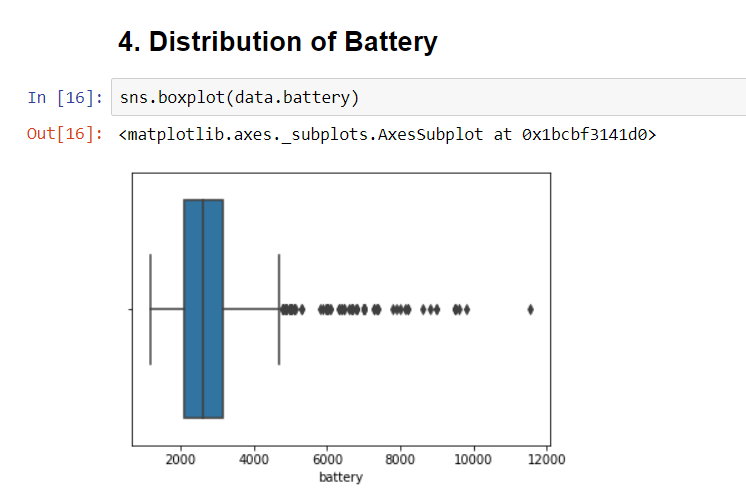 4. Distribution of Battery
In [16]: sns.boxplot(data.battery)
Out[16]: <matplotlib.axes._subplots.AxesSubplot at 0x1bcbf3141d0>
2000 4000 6000 8000 10000 12000
battery